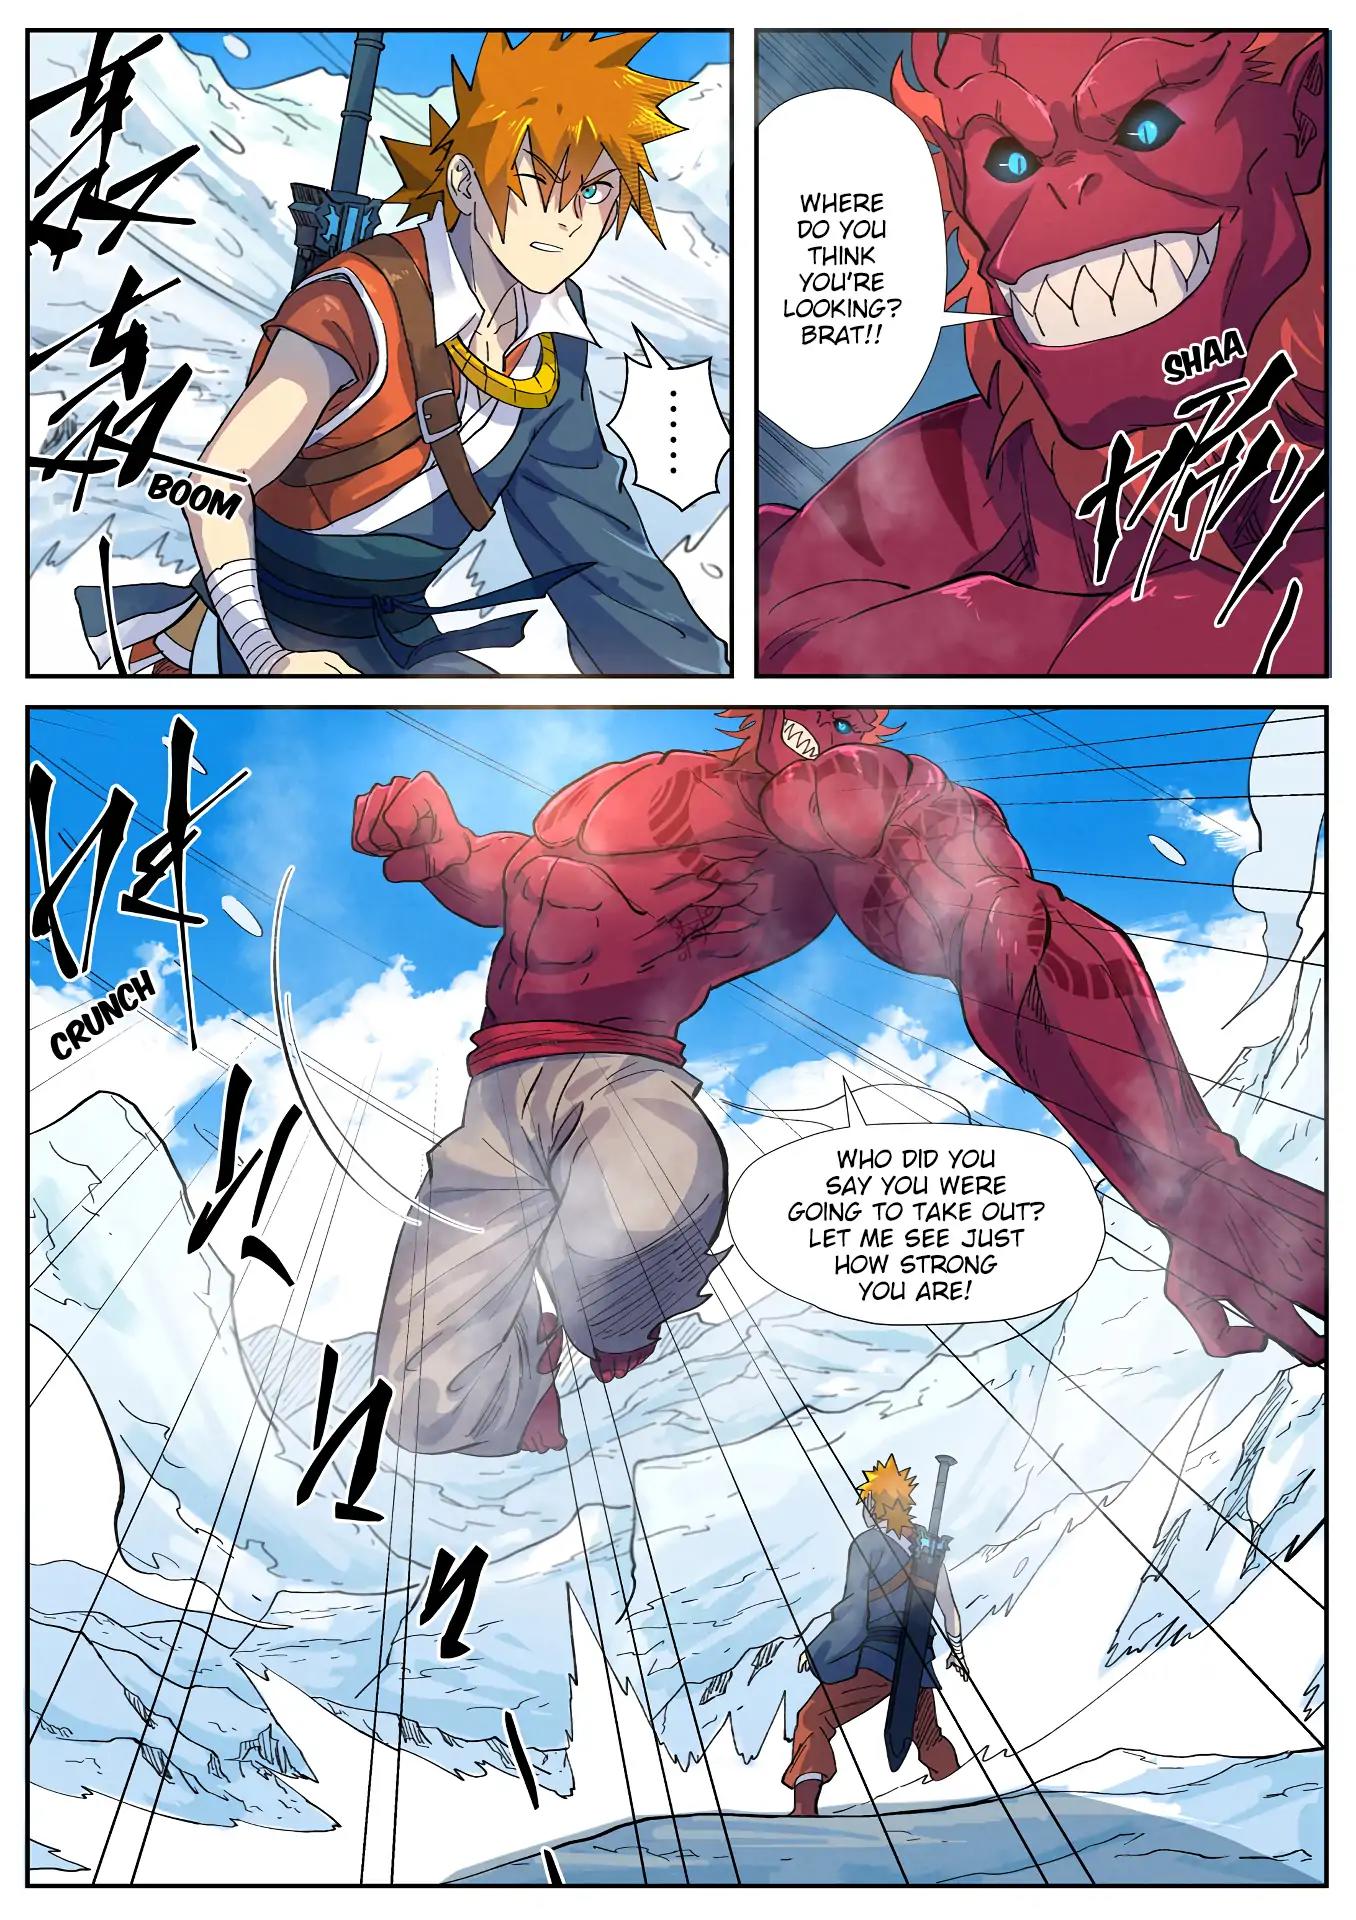 BOOM
......
WHERE
DO YOU
THINK
YOU'RE
LOOKING?
BRAT!!
SHAA
CRUNCH
WHO DID YOU
SAY YOU WERE
GOING TO TAKE OUT?
LET ME SEE JUST
HOW STRONG
YOU ARE!